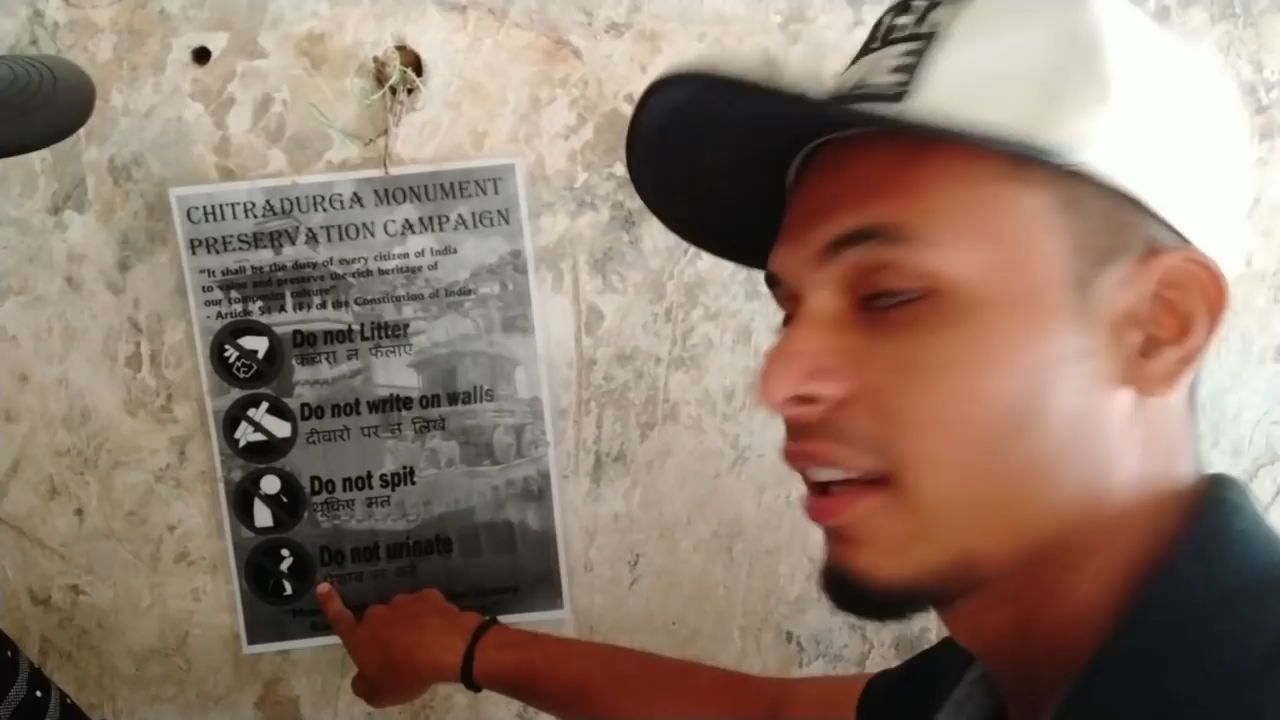 CHITRADURGA MONUMENT
PRESERVATION CAMPAIGN
"It shall be the duty of every citizen of India
to value and preserve the rich heritage of
our composite culture"
- Article 51 A (F) of the Constitution of India
Do not Litter
कचरा न फैलाए
Do not write on walls
दीवारो पर न लिखे
Do not spit
थूकिए मत
Do not urinate
न करे